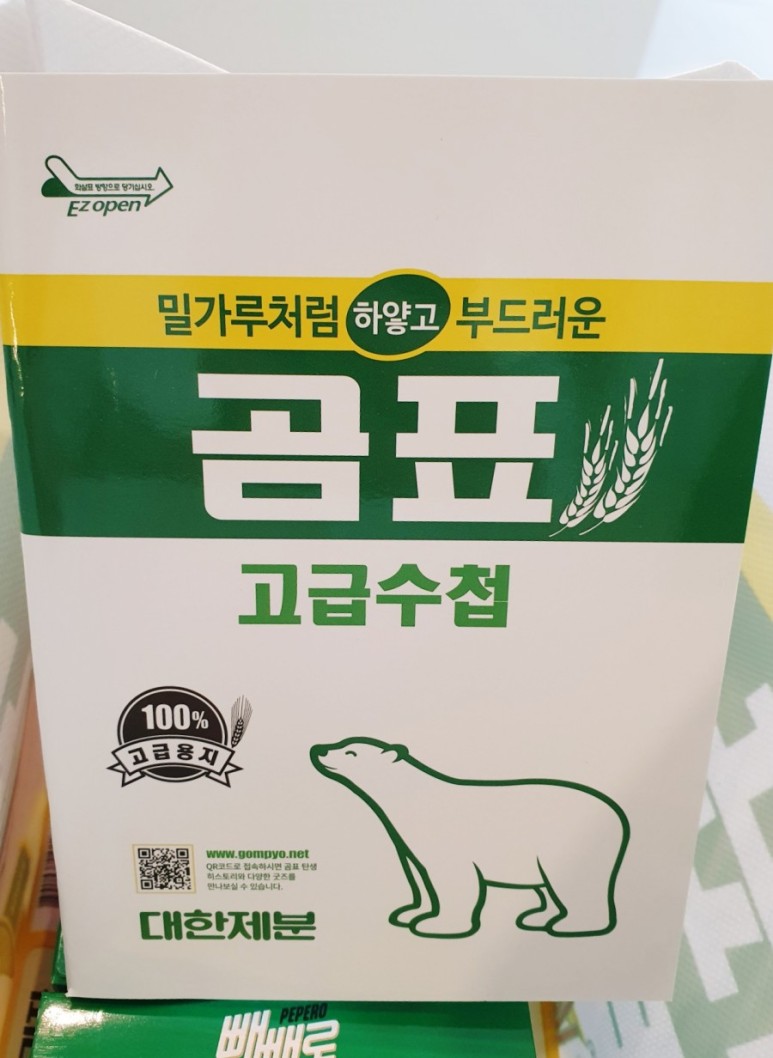 화살표 방향으로 당기십시오.
Ez open
밀가루처럼 하얗고 부드러운
곰표
고급수첩
100%
고급용지
www.gompyo.net
QR코드로 접속하시면 곰표 탄생
히스토리와 다양한 굿즈를
만나보실 수 있습니다.
대한제분
PEPERO
빼빼로